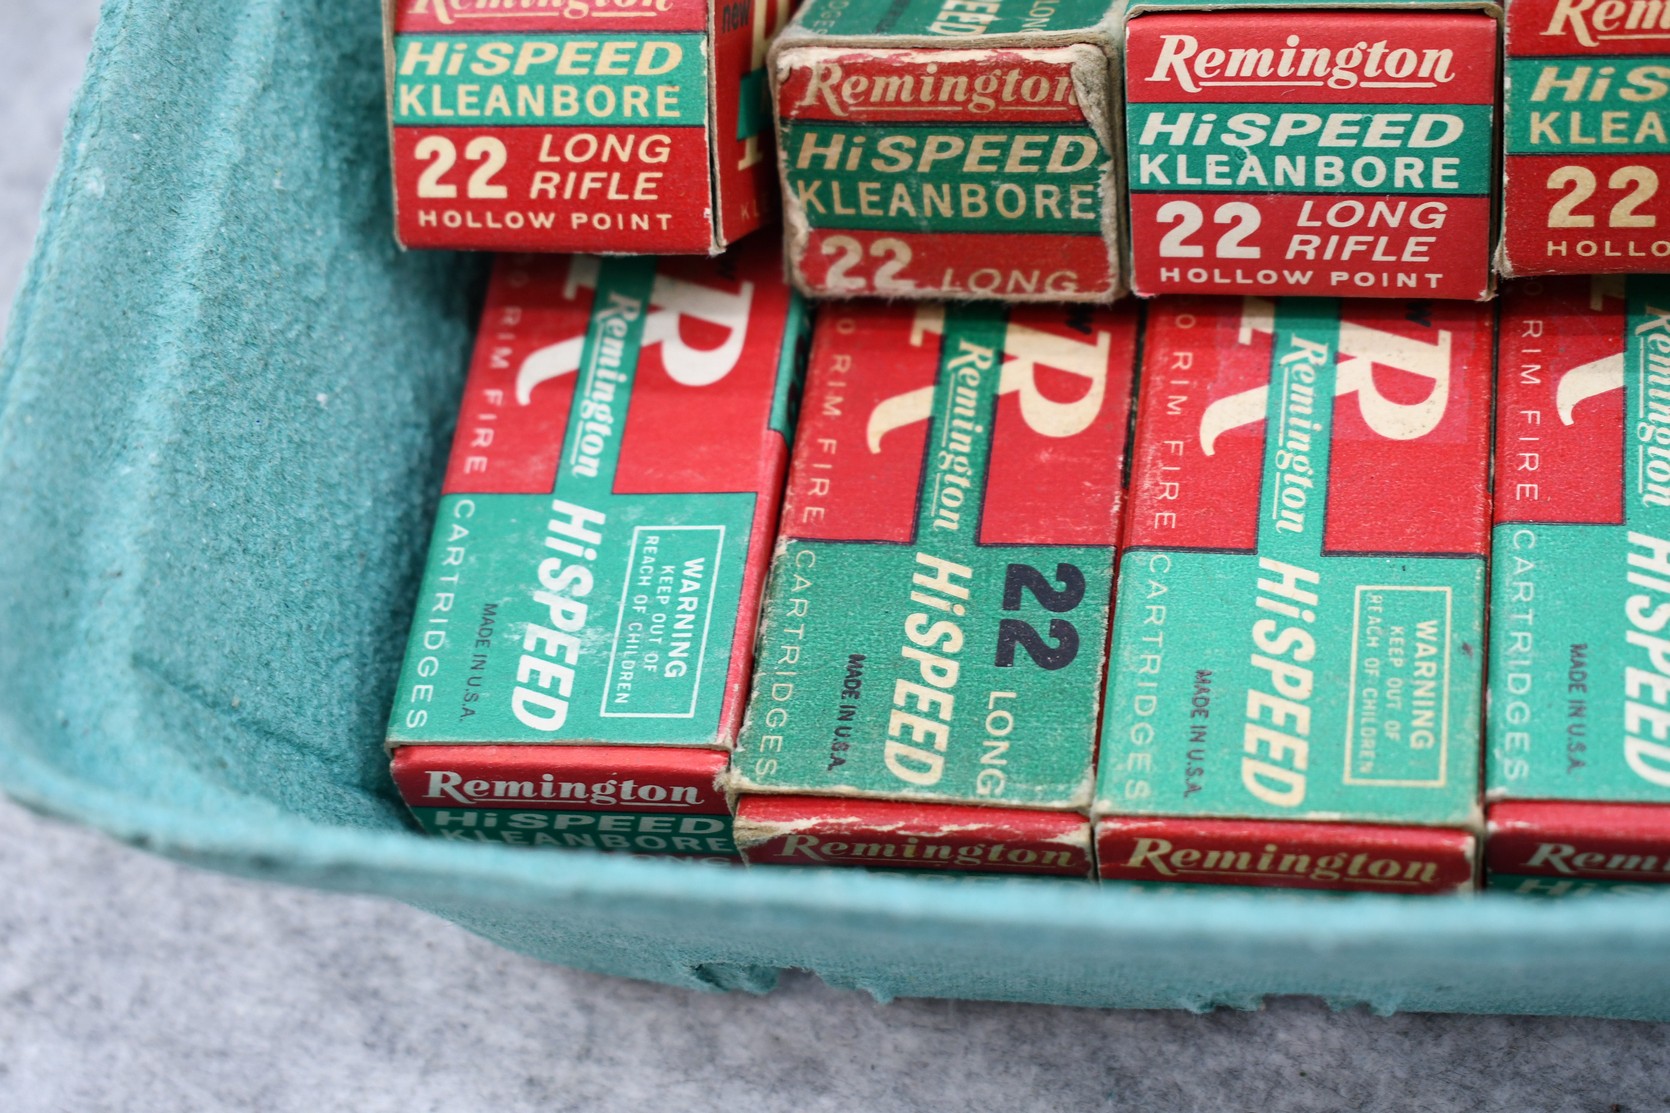 Remington
HiSPEED
KLEANBORE
22 LONG
RIFLE
HOLLOW POINT
new
Remington
HiSPEED
KLEANBORE
22 LONG
Remington
HiSPEED
KLEANBORE
22 LONG
RIFLE
HOLLOW POINT
22
RIM FIRE CARTRIDGES
R
Remington
HiSPEED
MADE IN U.S.A.
WARNING
KEEP OUT OF
REACH OF CHILDREN
Remington
HiSPEED
KLEANBORE
RIM FIRE CARTRIDGES
R
Remington
HiSPEED
MADE IN U.S.A.
22 LONG
Remington
RIM FIRE CARTRIDGES
R
Remington
HiSPEED
MADE IN U.S.A.
WARNING
KEEP OUT OF
REACH OF CHILDREN
Remington
RIM FIRE CARTRIDGES
Remington
HiSPEED
MADE IN U.S.A.